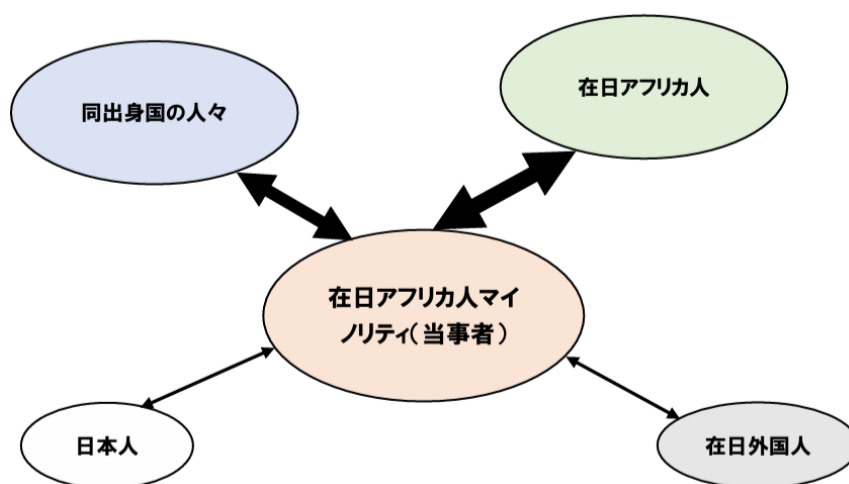 同出身国の人々
在日アフリカ人
在日アフリカ人マイ
ノリティ(当事者)
日本人
在日外国人